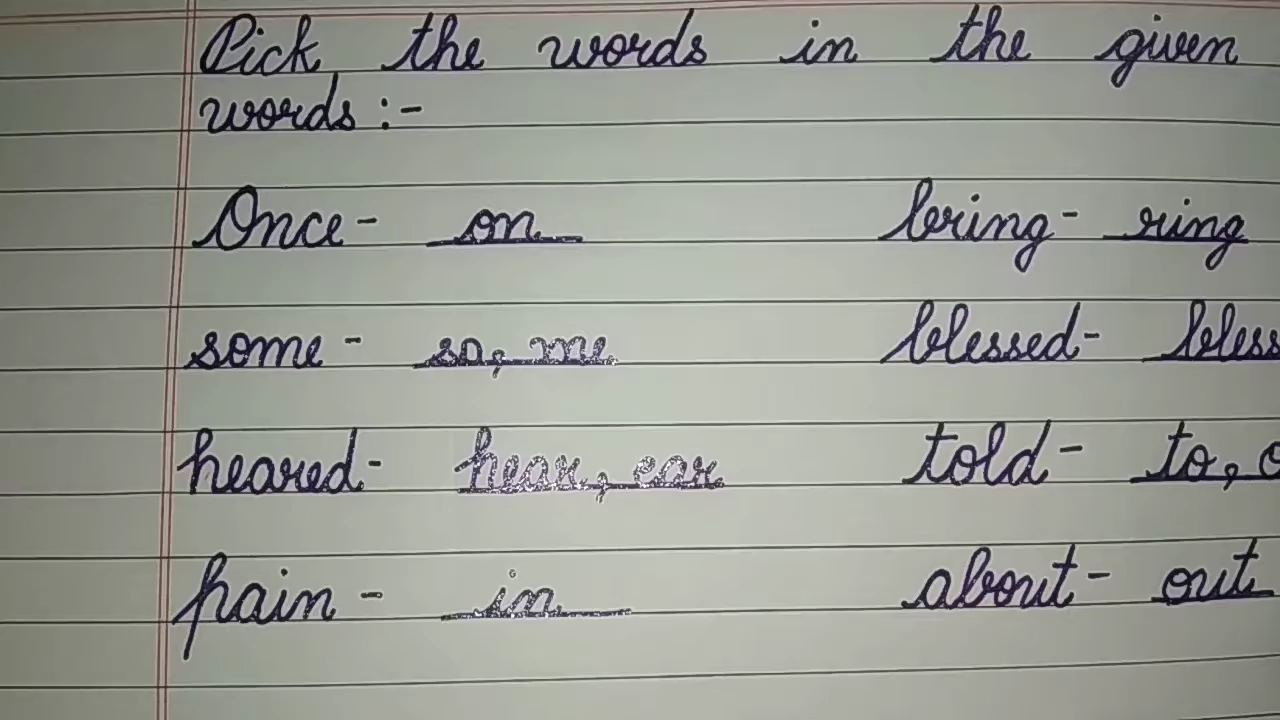 Pick the words in the given
words :-
Once- on bring- ring
some- so, me blessed- bless
heared- hear, ear told- to,
pain- in about- out